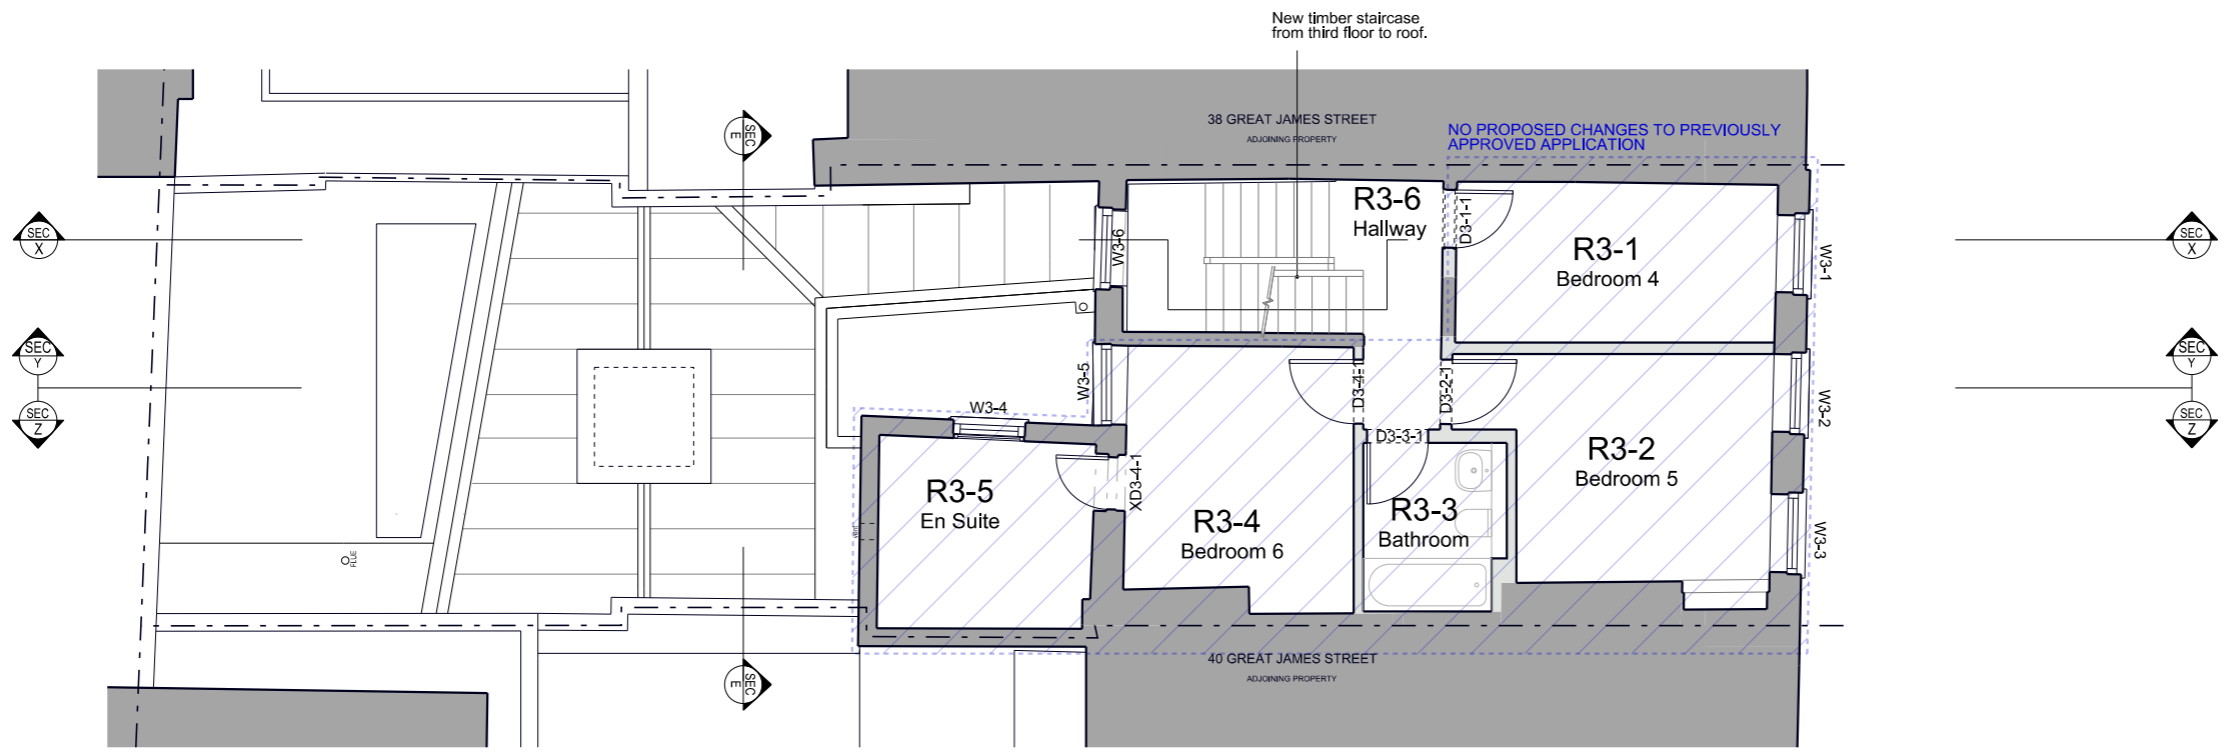 New timber staircase
from third floor to roof.
38 GREAT JAMES STREET
ADJOINING PROPERTY
NO PROPOSED CHANGES TO PREVIOUSLY
APPROVED APPLICATION
SEC
E
SEC
X
SEC
X
W3-6
R3-6
Hallway
D3-1-1
R3-1
Bedroom 4
W3-1
SEC
Y
SEC
Z
SEC
Y
SEC
Z
W3-5
W3-4
D3-4-1
D3-2-1
D3-3-1
W3-2
R3-5
En Suite
XD3-4-1
R3-4
Bedroom 6
R3-3
Bathroom
R3-2
Bedroom 5
W3-3
FLUE
vent
40 GREAT JAMES STREET
ADJOINING PROPERTY
SEC
E